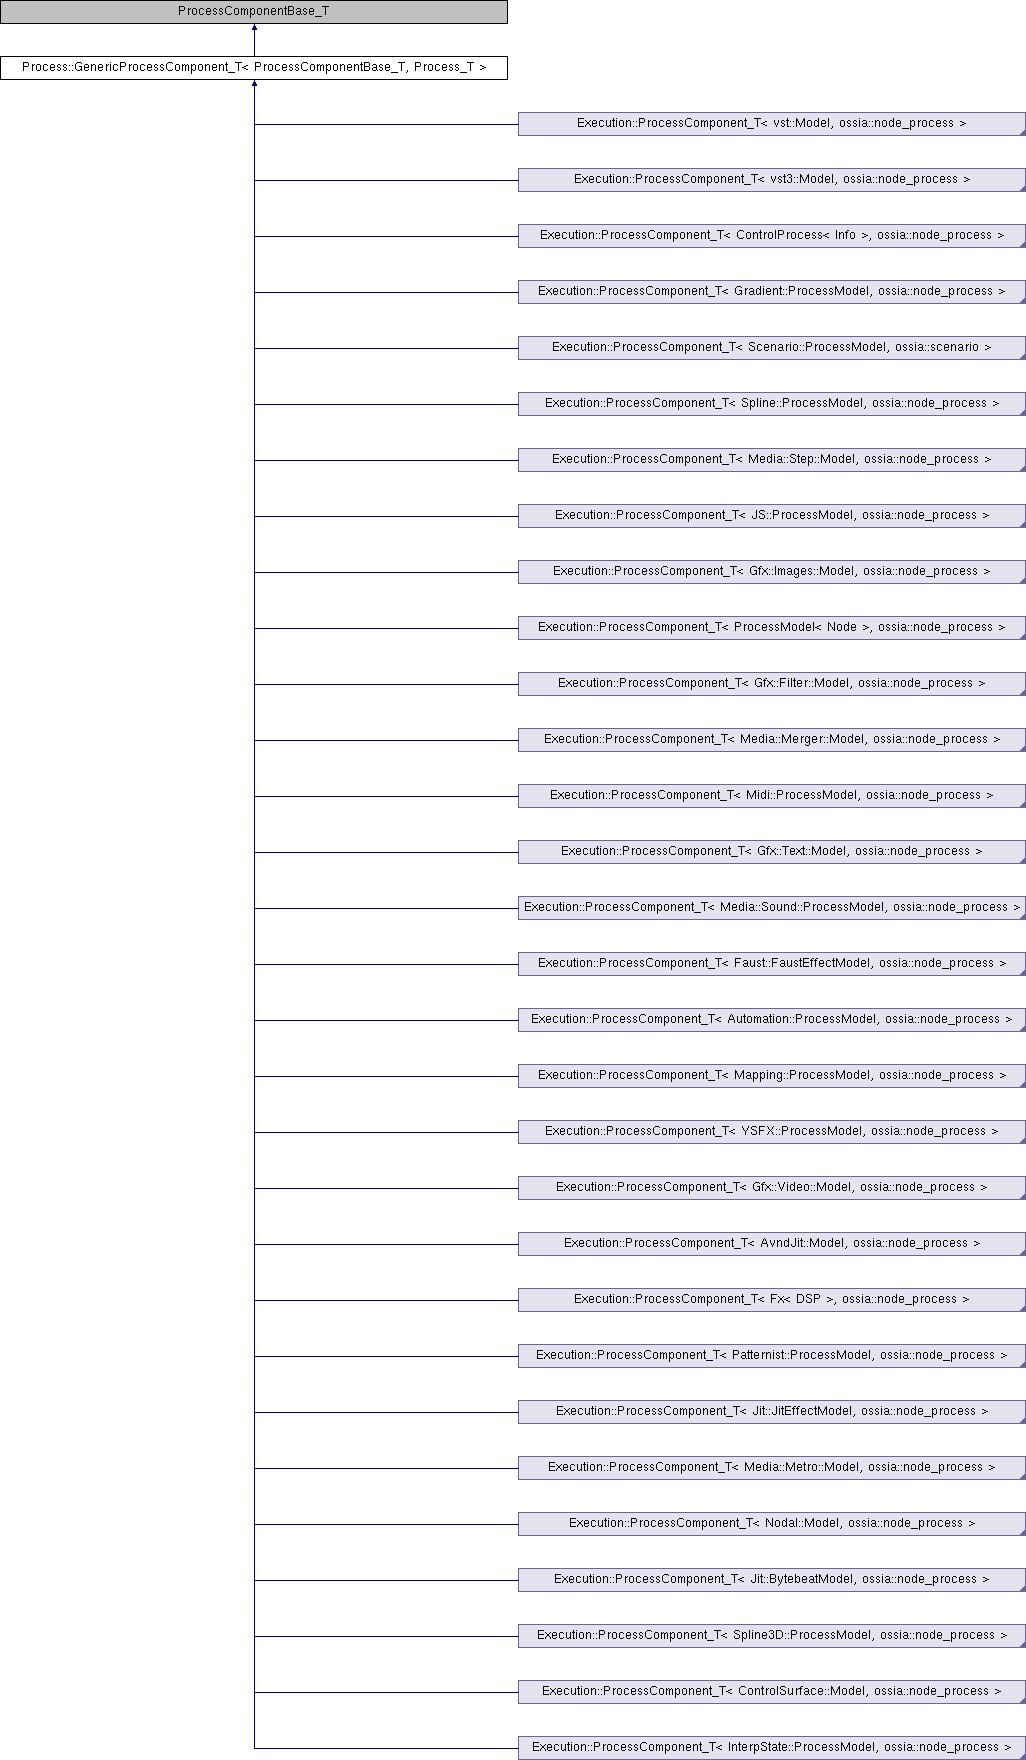 ProcessComponentBase_T
Process::GenericProcessComponent_T< ProcessComponentBase_T, Process_T >
Execution::ProcessComponent_T< vst::Model, ossia::node_process >
Execution::ProcessComponent_T< vst3::Model, ossia::node_process >
Execution::ProcessComponent_T< ControlProcess< Info >, ossia::node_process >
Execution::ProcessComponent_T< Gradient::ProcessModel, ossia::node_process >
Execution::ProcessComponent_T< Scenario::ProcessModel, ossia::scenario >
Execution::ProcessComponent_T< Spline::ProcessModel, ossia::node_process >
Execution::ProcessComponent_T< Media::Step::Model, ossia::node_process >
Execution::ProcessComponent_T< JS::ProcessModel, ossia::node_process >
Execution::ProcessComponent_T< Gfx::Images::Model, ossia::node_process >
Execution::ProcessComponent_T< ProcessModel< Node >, ossia::node_process >
Execution::ProcessComponent_T< Gfx::Filter::Model, ossia::node_process >
Execution::ProcessComponent_T< Media::Merger::Model, ossia::node_process >
Execution::ProcessComponent_T< Midi::ProcessModel, ossia::node_process >
Execution::ProcessComponent_T< Gfx::Text::Model, ossia::node_process >
Execution::ProcessComponent_T< Media::Sound::ProcessModel, ossia::node_process >
Execution::ProcessComponent_T< Faust::FaustEffectModel, ossia::node_process >
Execution::ProcessComponent_T< Automation::ProcessModel, ossia::node_process >
Execution::ProcessComponent_T< Mapping::ProcessModel, ossia::node_process >
Execution::ProcessComponent_T< YSFX::ProcessModel, ossia::node_process >
Execution::ProcessComponent_T< Gfx::Video::Model, ossia::node_process >
Execution::ProcessComponent_T< AvndJit::Model, ossia::node_process >
Execution::ProcessComponent_T< Fx< DSP >, ossia::node_process >
Execution::ProcessComponent_T< Patternist::ProcessModel, ossia::node_process >
Execution::ProcessComponent_T< Jit::JitEffectModel, ossia::node_process >
Execution::ProcessComponent_T< Media::Metro::Model, ossia::node_process >
Execution::ProcessComponent_T< Nodal::Model, ossia::node_process >
Execution::ProcessComponent_T< Jit::BytebeatModel, ossia::node_process >
Execution::ProcessComponent_T< Spline3D::ProcessModel, ossia::node_process >
Execution::ProcessComponent_T< ControlSurface::Model, ossia::node_process >
Execution::ProcessComponent_T< InterpState::ProcessModel, ossia::node_process >